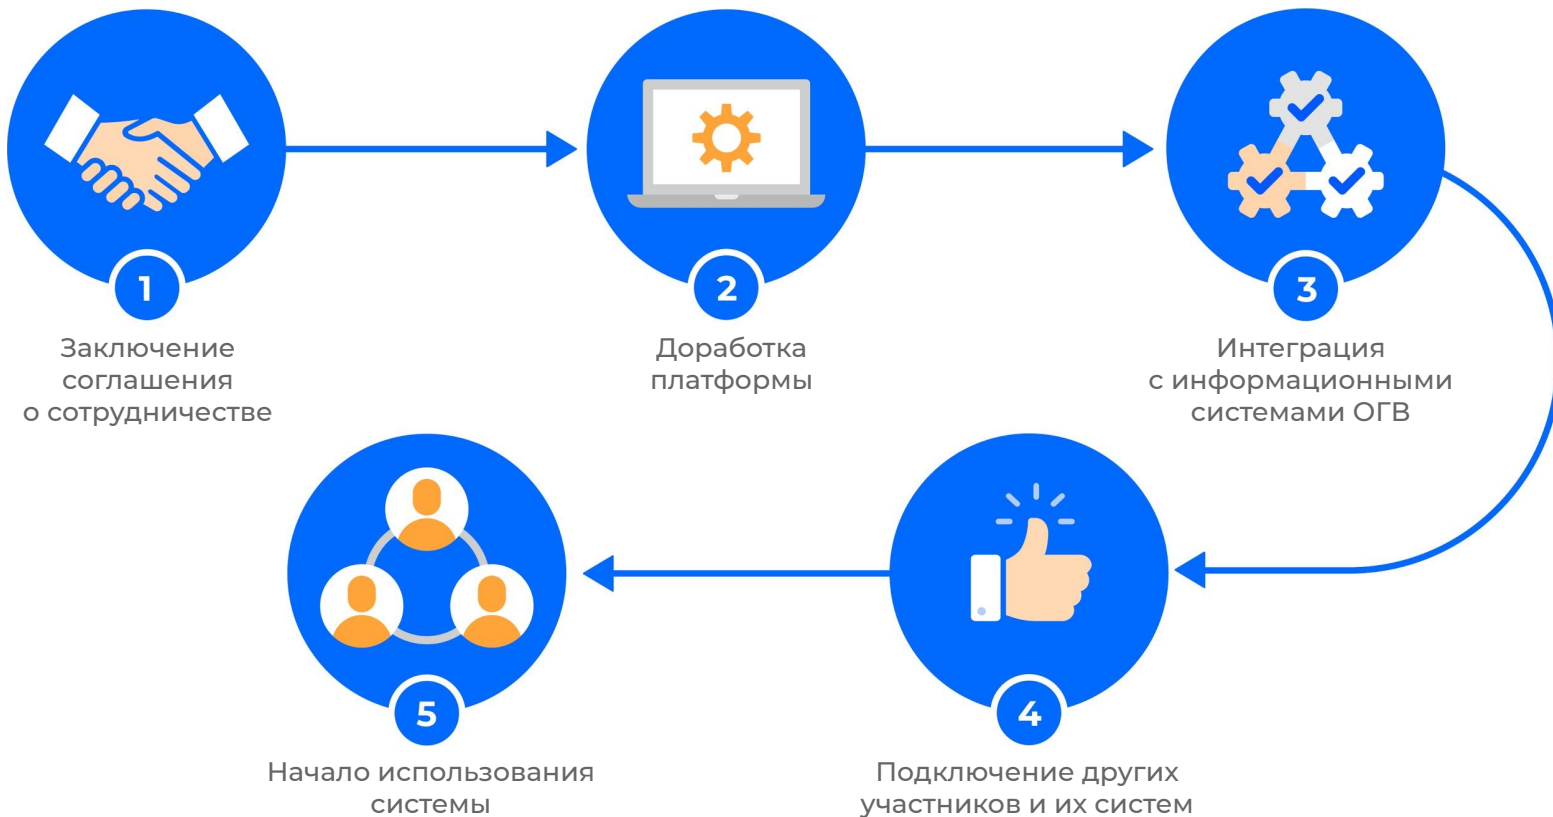 1
Заключение
соглашения
о сотрудничестве
2
Доработка
платформы
3
Интеграция
с информационными
системами ОГВ
4
Подключение других
участников и их систем
5
Начало использования
системы